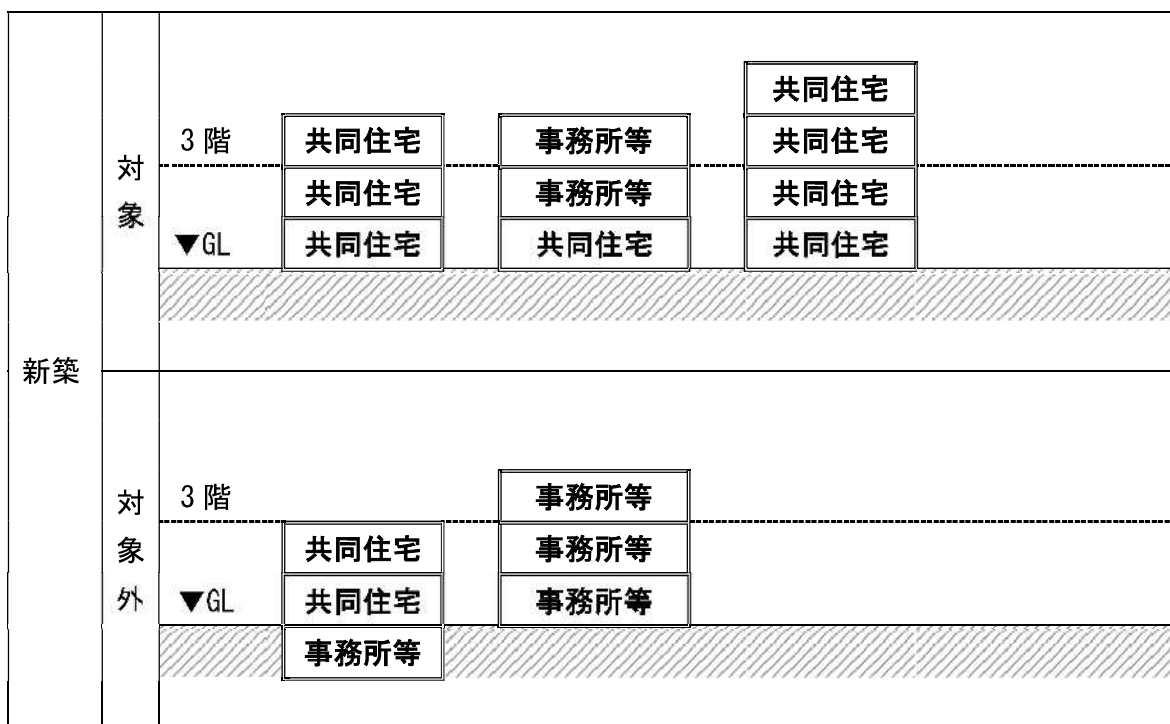 新築
対象
共同住宅
3階 共同住宅 事務所等 共同住宅
共同住宅 事務所等 共同住宅
▼GL 共同住宅 共同住宅 共同住宅
対象外
3階 事務所等
共同住宅 事務所等
▼GL 共同住宅 事務所等
事務所等